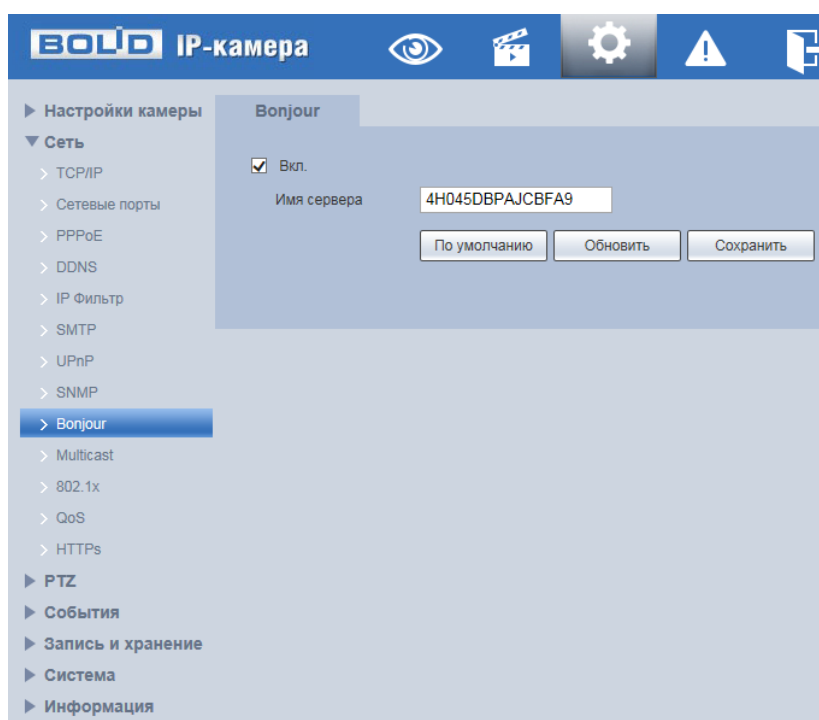 BOLID IP-камера
Настройки камеры
Bonjour
Сеть
TCP/IP
Вкл.
Сетевые порты
Имя сервера 4H045DBPAJCBFA9
PPPoE
По умолчанию Обновить Сохранить
DDNS
IP Фильтр
SMTP
UPnP
SNMP
Bonjour
Multicast
802.1x
QoS
HTTPs
PTZ
События
Запись и хранение
Система
Информация